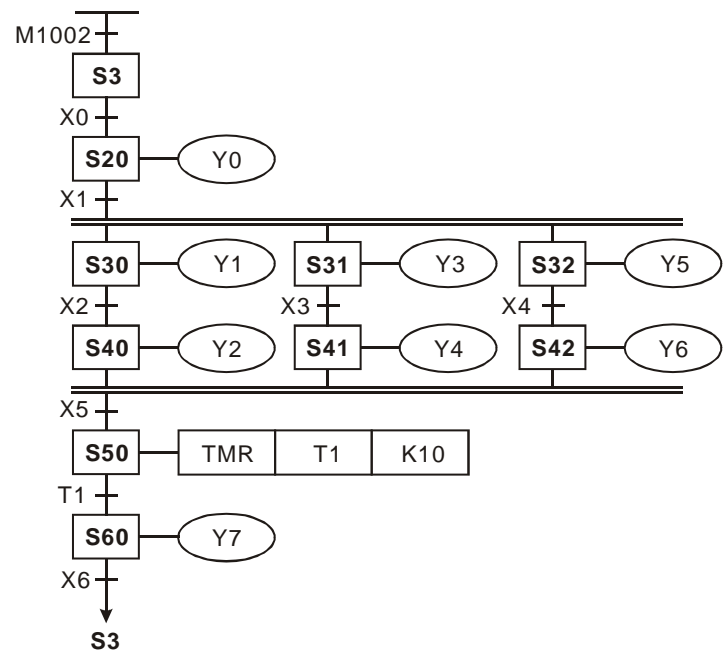 M1002
S3
X0
S20 Y0
X1
S30 Y1 S31 Y3 S32 Y5
X2 X3 X4
S40 Y2 S41 Y4 S42 Y6
X5
S50 TMR T1 K10
T1
S60 Y7
X6
S3